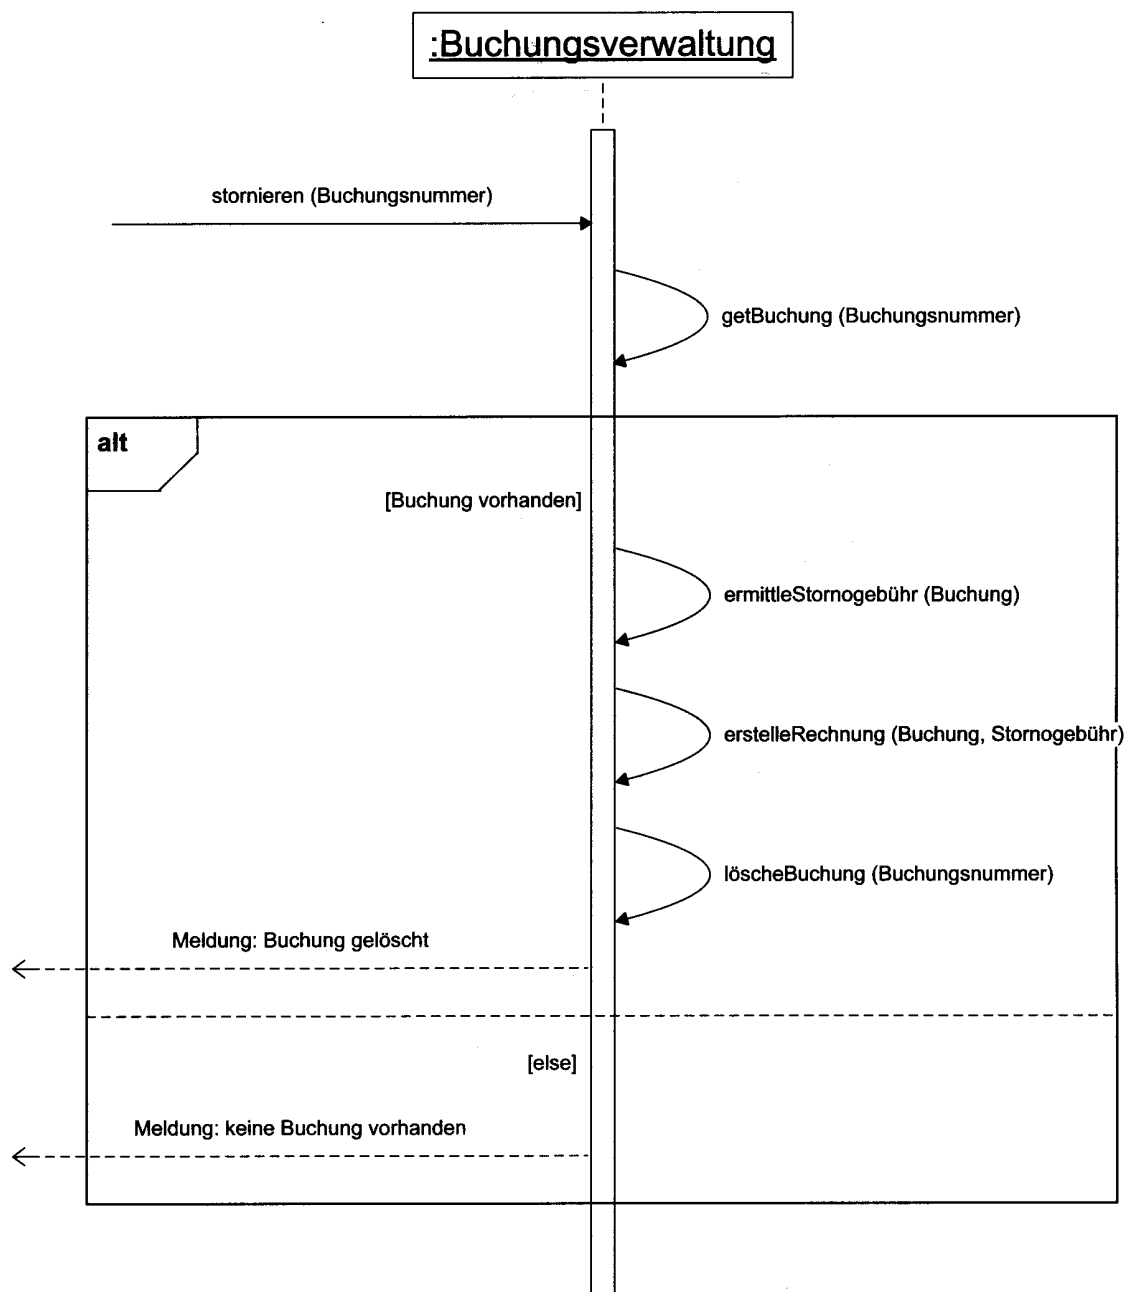 :Buchungsverwaltung
stornieren (Buchungsnummer)
getBuchung (Buchungsnummer)
alt
[Buchung vorhanden]
ermittleStornogebühr (Buchung)
erstelleRechnung (Buchung, Stornogebühr)
löscheBuchung (Buchungsnummer)
Meldung: Buchung gelöscht
[else]
Meldung: keine Buchung vorhanden